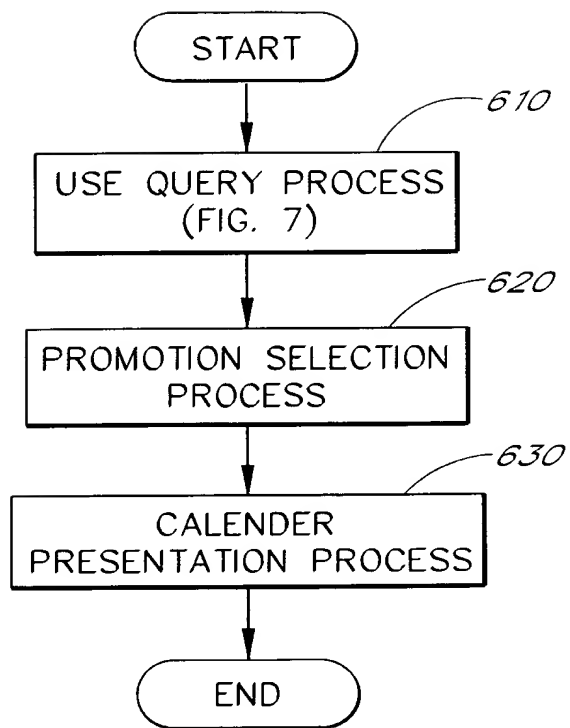 START
610
USE QUERY PROCESS
(FIG. 7)
620
PROMOTION SELECTION
PROCESS
630
CALENDER
PRESENTATION PROCESS
END